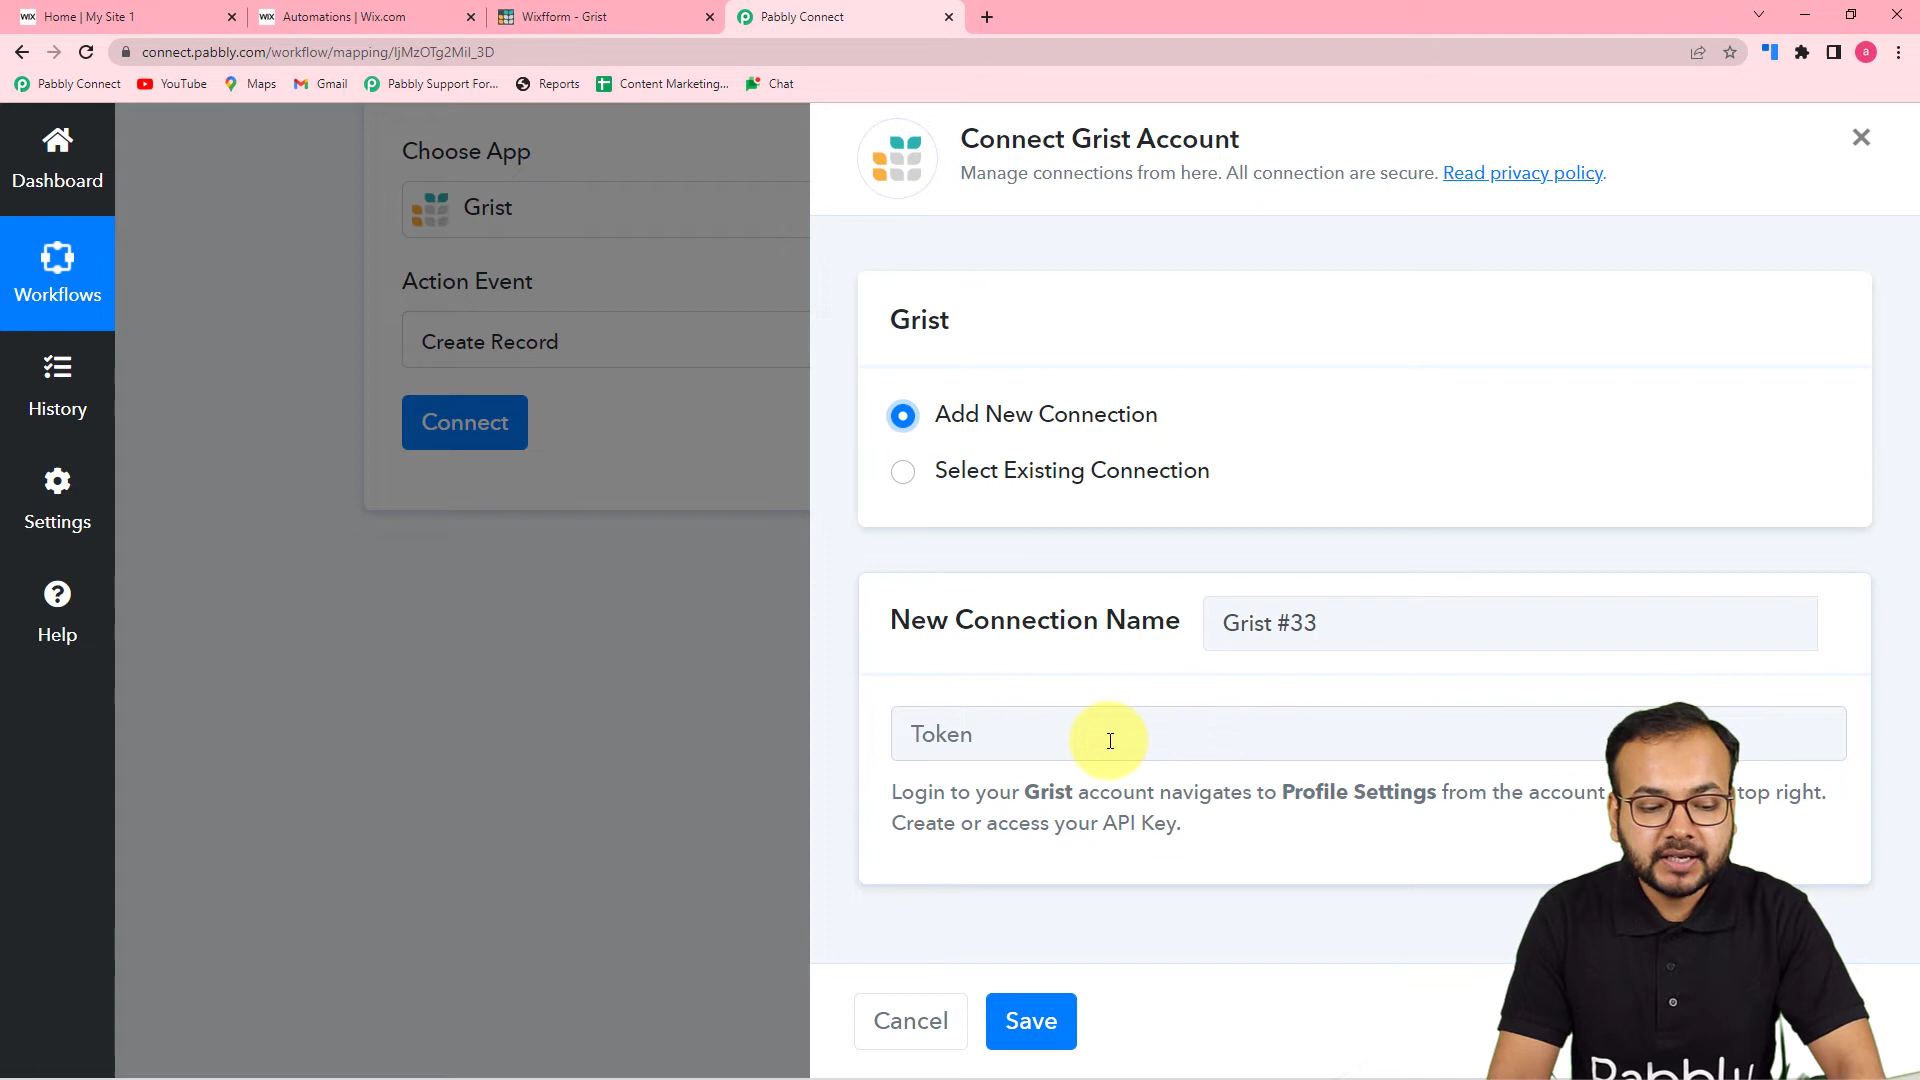 WIX Home | My Site 1
WIX Automations | Wix.com
Wixfform - Grist
Pabbly Connect
connect.pabbly.com/workflow/mapping/IjMzOTg2MiI_3D
a
Pabbly Connect
YouTube
Maps
Gmail
Pabbly Support For...
Reports
Content Marketing...
Chat
Dashboard
Workflows
History
Settings
Help
Choose App
Grist
Action Event
Create Record
Connect
Connect Grist Account
Manage connections from here. All connection are secure. Read privacy policy.
Grist
Add New Connection
Select Existing Connection
New Connection Name
Grist #33
Token
Login to your Grist account navigates to Profile Settings from the account top right.
Create or access your API Key.
Cancel
Save
Pabbly